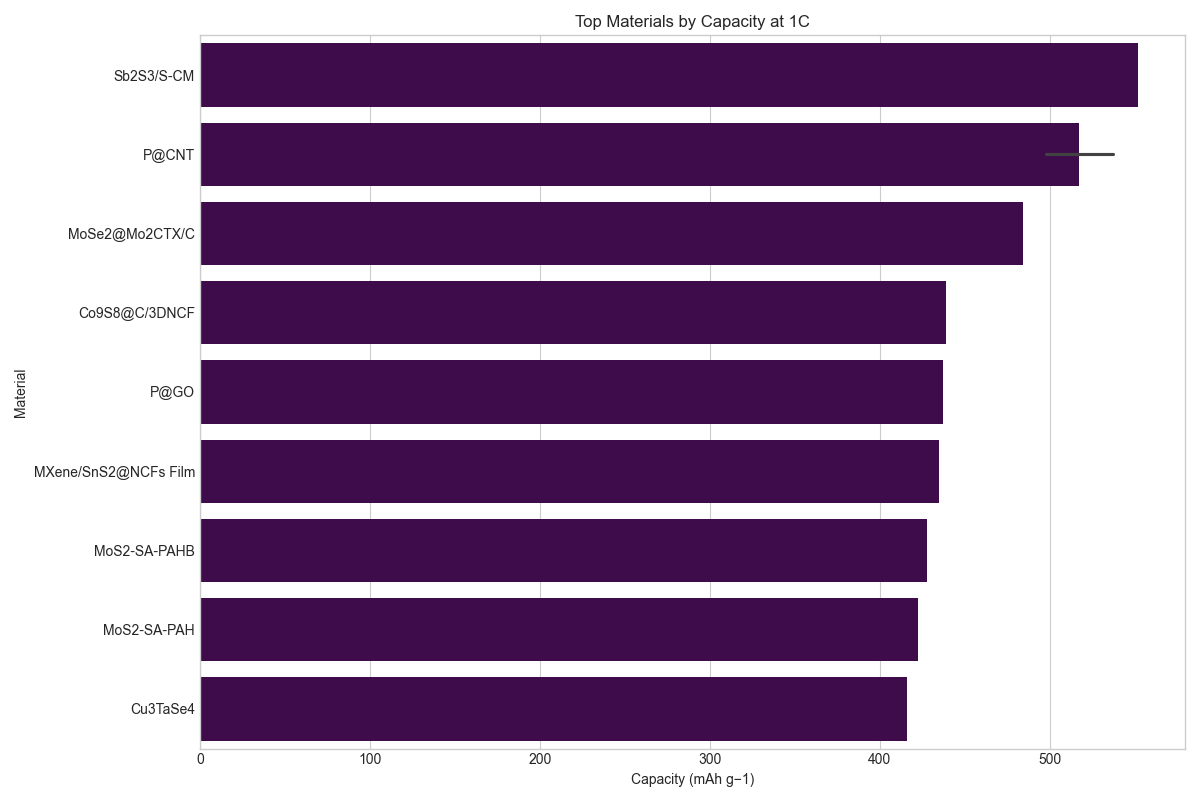 Top Materials by Capacity at 1C
Material
Sb2S3/S-CM
P@CNT
MoSe2@Mo2CTX/C
Co9S8@C/3DNCF
P@GO
MXene/SnS2@NCFs Film
MoS2-SA-PAHB
MoS2-SA-PAH
Cu3TaSe4
0 100 200 300 400 500
Capacity (mAh g−1)